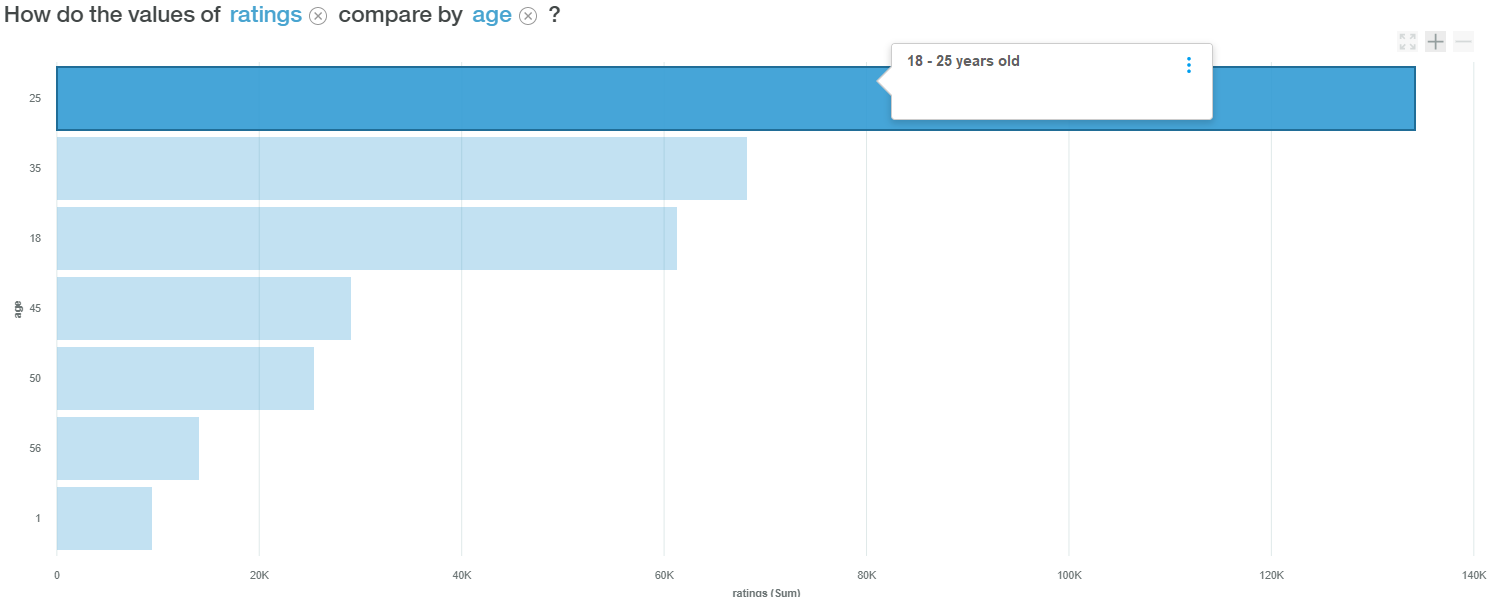 How do the values of ratings compare by age ?
18 - 25 years old
25
35
18
45
50
56
1
age
0 20K 40K 60K 80K 100K 120K 140K
ratings (Sum)